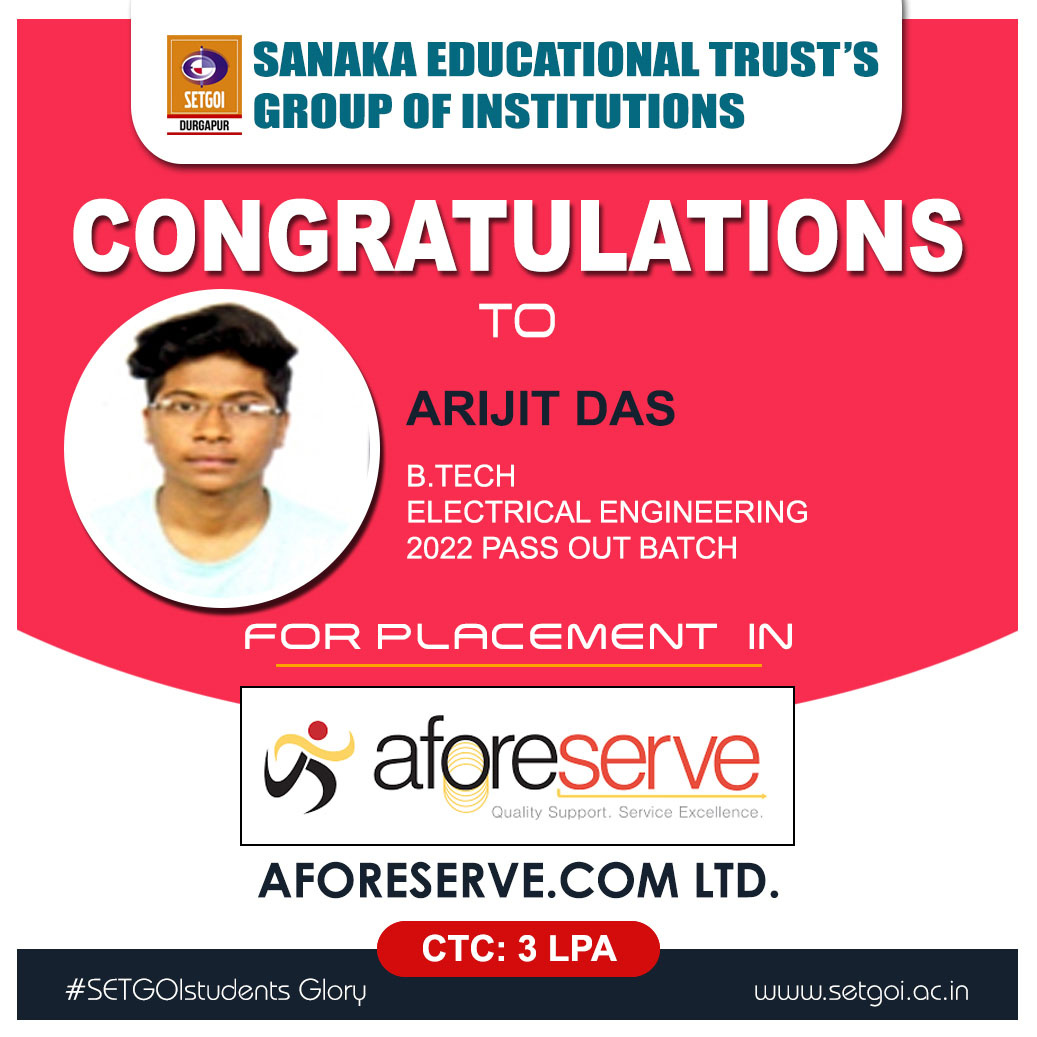 SETGOI
DURGAPUR
SANAKA EDUCATIONAL TRUST’S
GROUP OF INSTITUTIONS
CONGRATULATIONS
TO
ARIJIT DAS
B.TECH
ELECTRICAL ENGINEERING
2022 PASS OUT BATCH
FOR PLACEMENT IN
aforeserve
Quality Support. Service Excellence.
AFORESERVE.COM LTD.
CTC: 3 LPA
#SETGOIstudents Glory
www.setgoi.ac.in